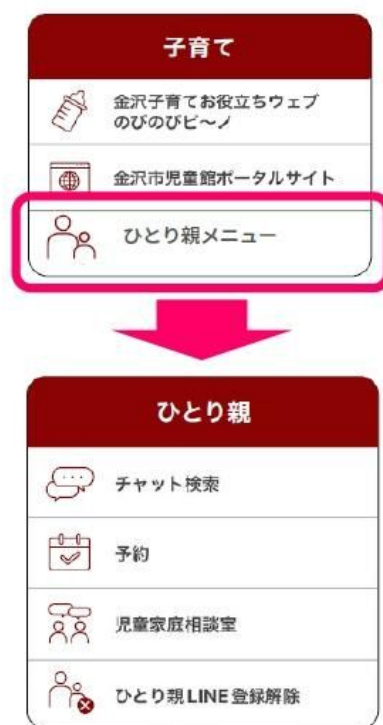 子育て
金沢子育てお役立ちウェブ
のびのびビ～ノ
金沢市児童館ポータルサイト
ひとり親メニュー
ひとり親
チャット検索
予約
児童家庭相談室
ひとり親LINE登録解除